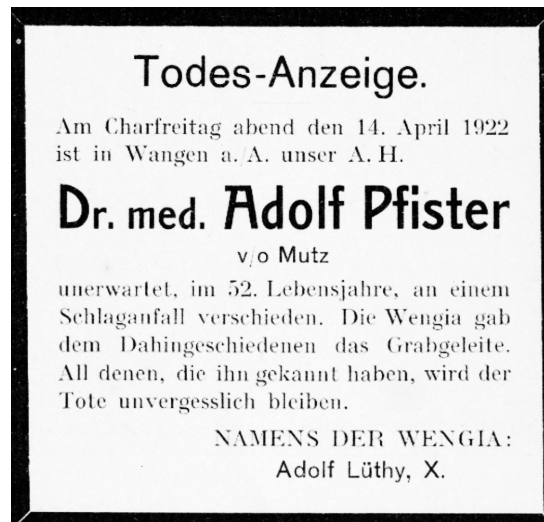 Todes-Anzeige.
Am Charfreitag abend den 14. April 1922
ist in Wangen a./A. unser A. H.
Dr. med. Adolf Pfister
v/o Mutz
unerwartet, im 52. Lebensjahre, an einem
Schlaganfall verschieden. Die Wengia gab
dem Dahingeschiedenen das Grabgeleite.
All denen, die ihn gekannt haben, wird der
Tote unvergesslich bleiben.
NAMENS DER WENGIA:
Adolf Lüthy, X.